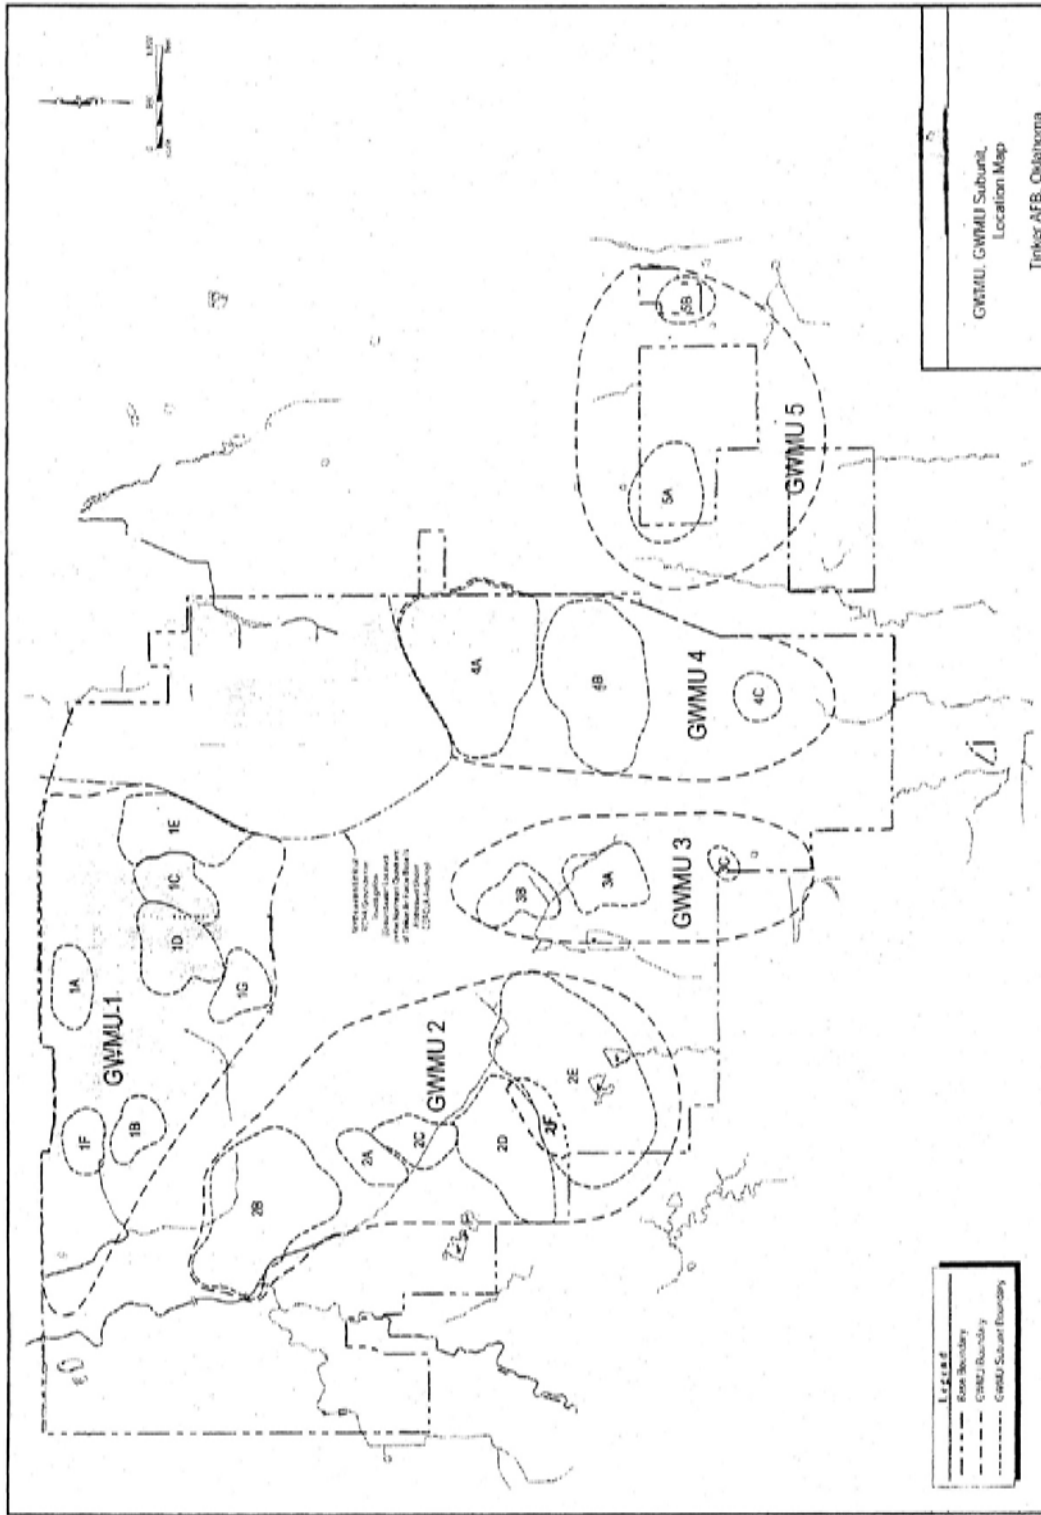 GWMU-1
1A
1B
1C
1D
1E
1F
1G
GWMU 2
2A
2B
2C
2D
2E
2F
GWMU 3
3A
3B
3C
GWMU 4
4A
4B
4C
GWMU 5
5A
5B
Legend
Base Boundary
GWMU Boundary
GWMU Subunit Boundary
GWMU, GWMU Subunit,
Location Map
Tinker AFB, Oklahoma